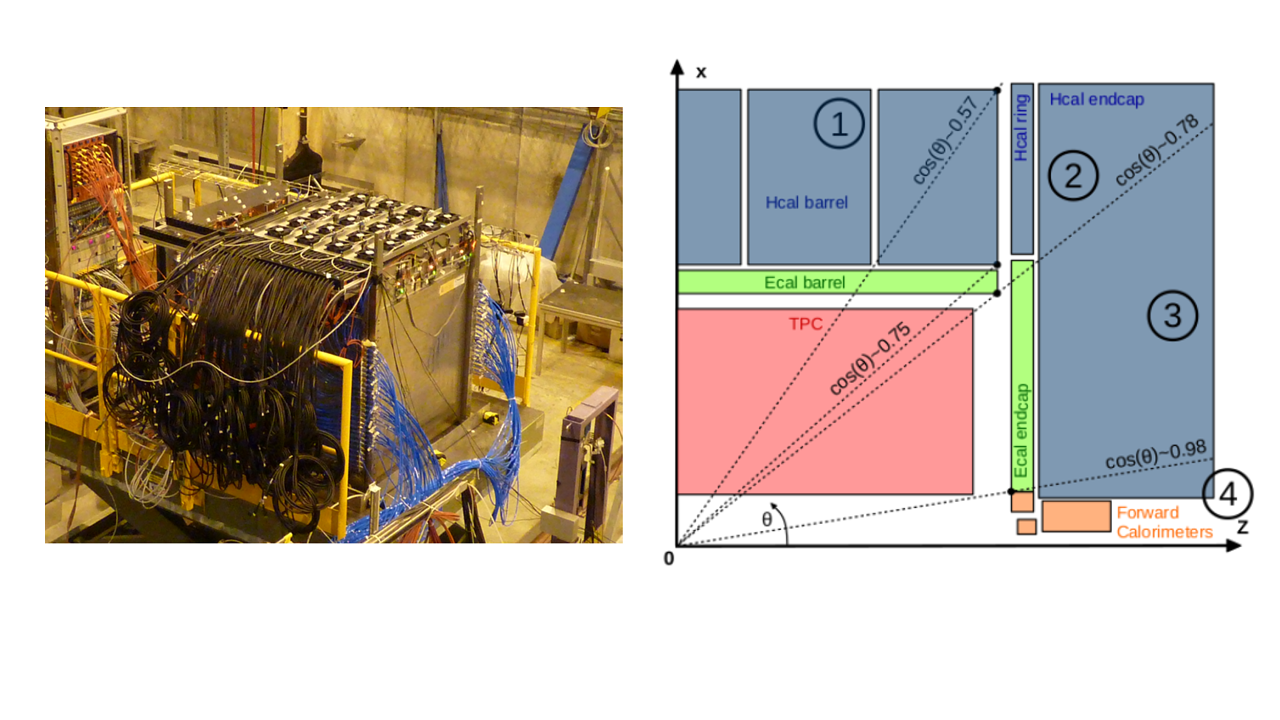 x
1
cos(θ)~0.57
Hcal ring
Hcal endcap
2
cos(θ)~0.78
Hcal barrel
Ecal barrel
TPC
cos(θ)~0.75
3
Ecal endcap
cos(θ)~0.98
4
θ
Forward
Calorimeters
z
0